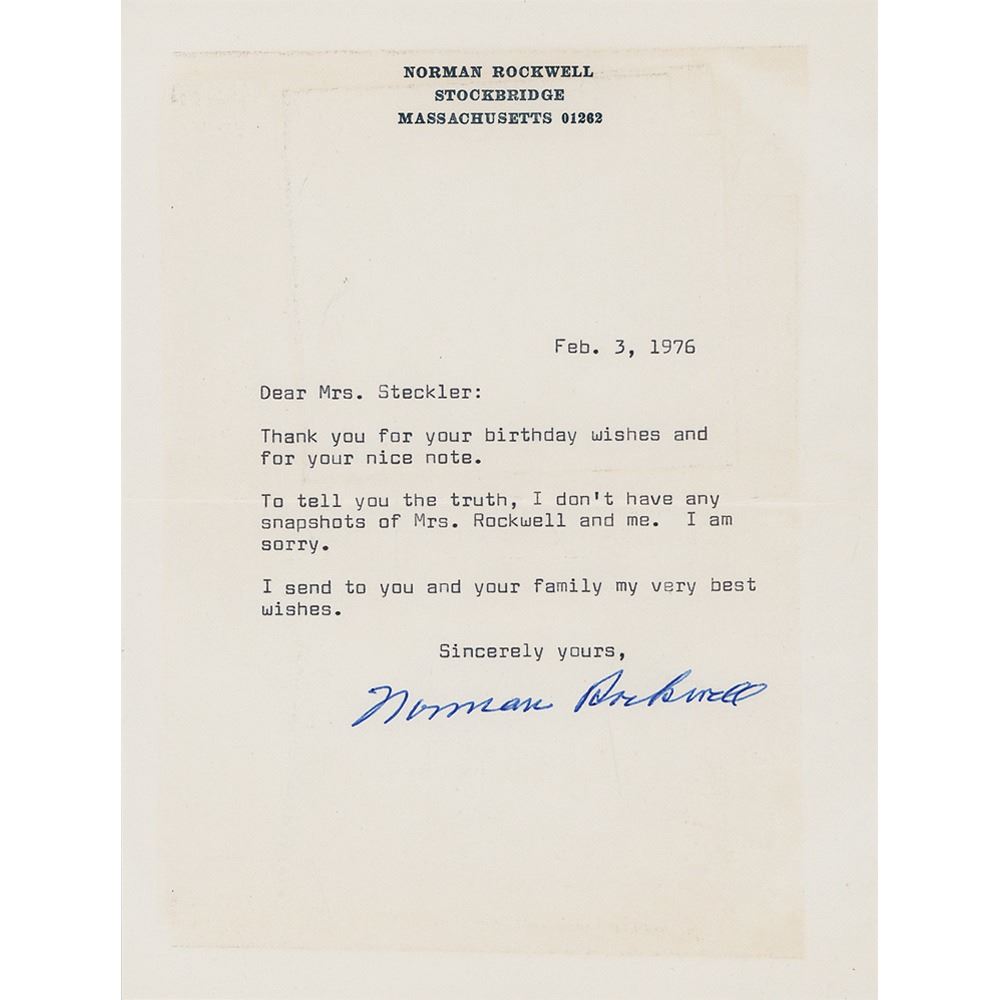 NORMAN ROCKWELL
STOCKBRIDGE
MASSACHUSETTS 01262
Feb. 3, 1976
Dear Mrs. Steckler:
Thank you for your birthday wishes and
for your nice note.
To tell you the truth, I don't have any
snapshots of Mrs. Rockwell and me.  I am
sorry.
I send to you and your family my very best
wishes.
Sincerely yours,
Norman Rockwell